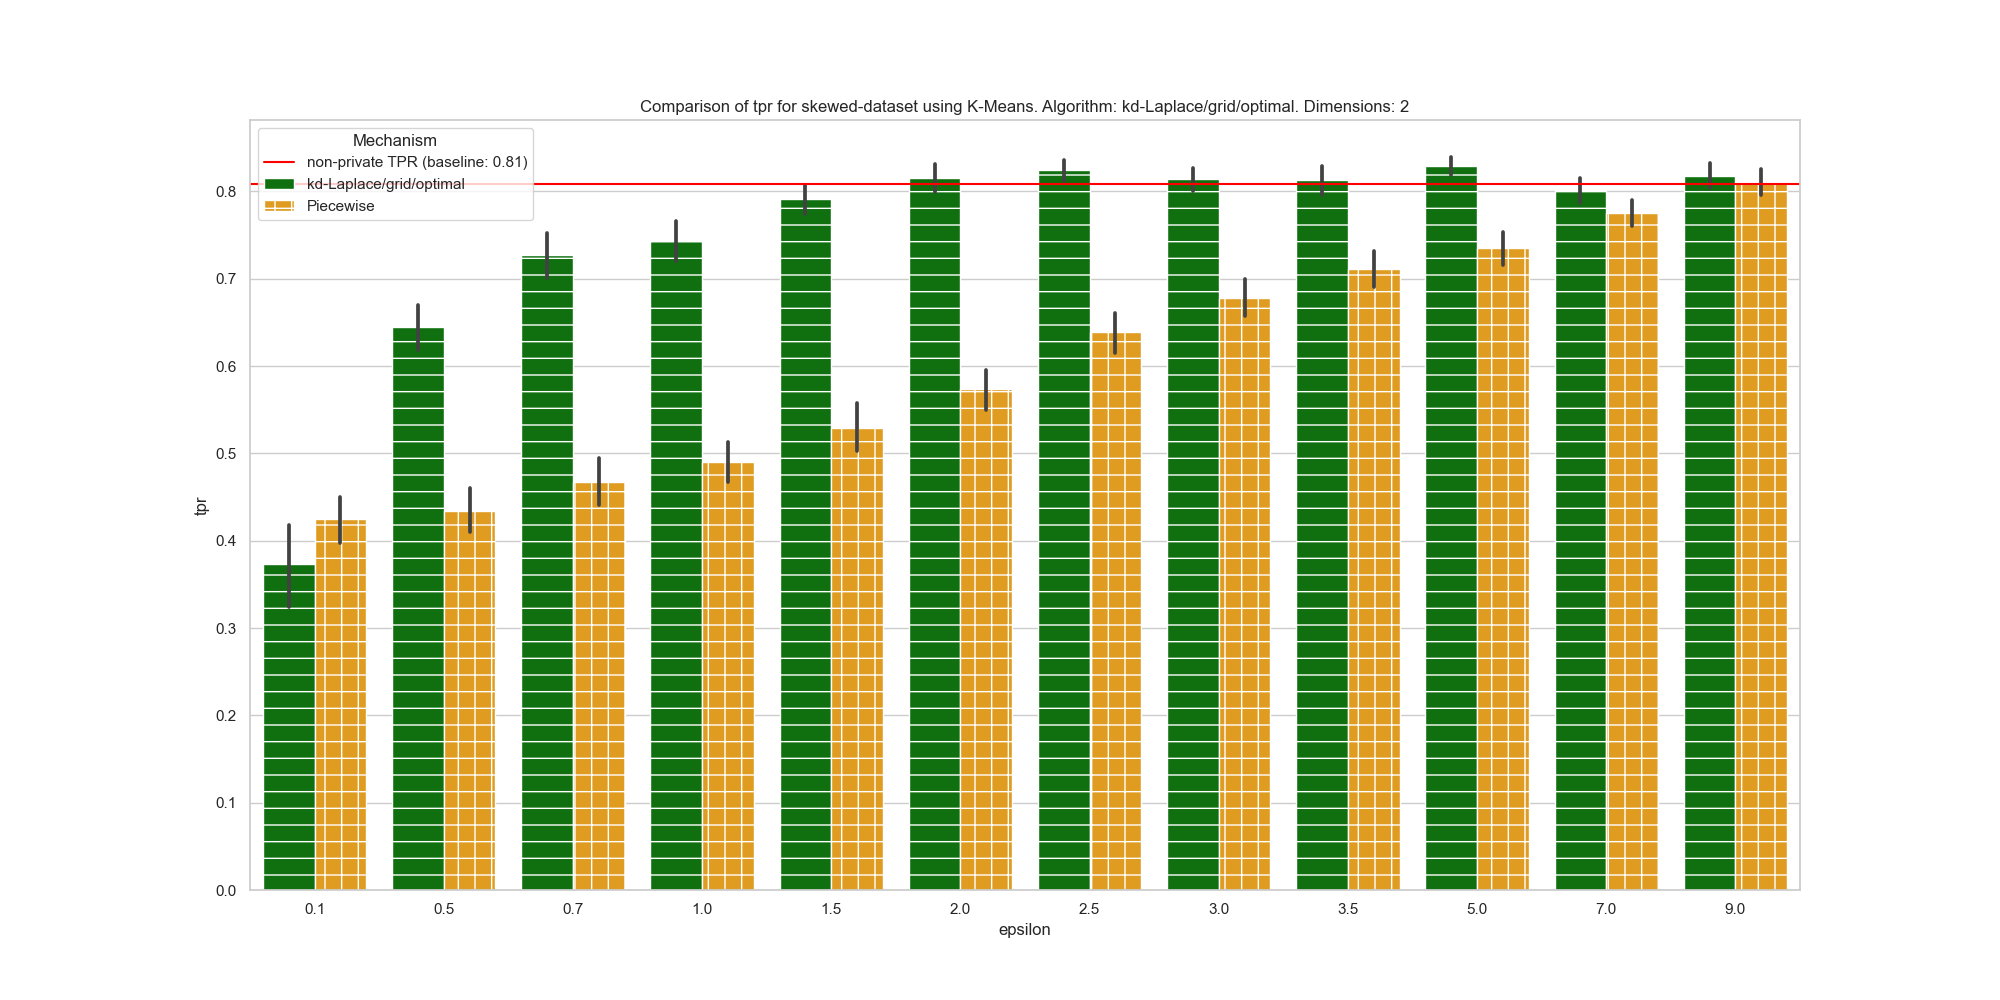 Comparison of tpr for skewed-dataset using K-Means. Algorithm: kd-Laplace/grid/optimal. Dimensions: 2
Mechanism
non-private TPR (baseline: 0.81)
kd-Laplace/grid/optimal
Piecewise
0.8
0.7
0.6
0.5
0.4
0.3
0.2
0.1
0.0
tpr
0.1 0.5 0.7 1.0 1.5 2.0 2.5 3.0 3.5 5.0 7.0 9.0
epsilon